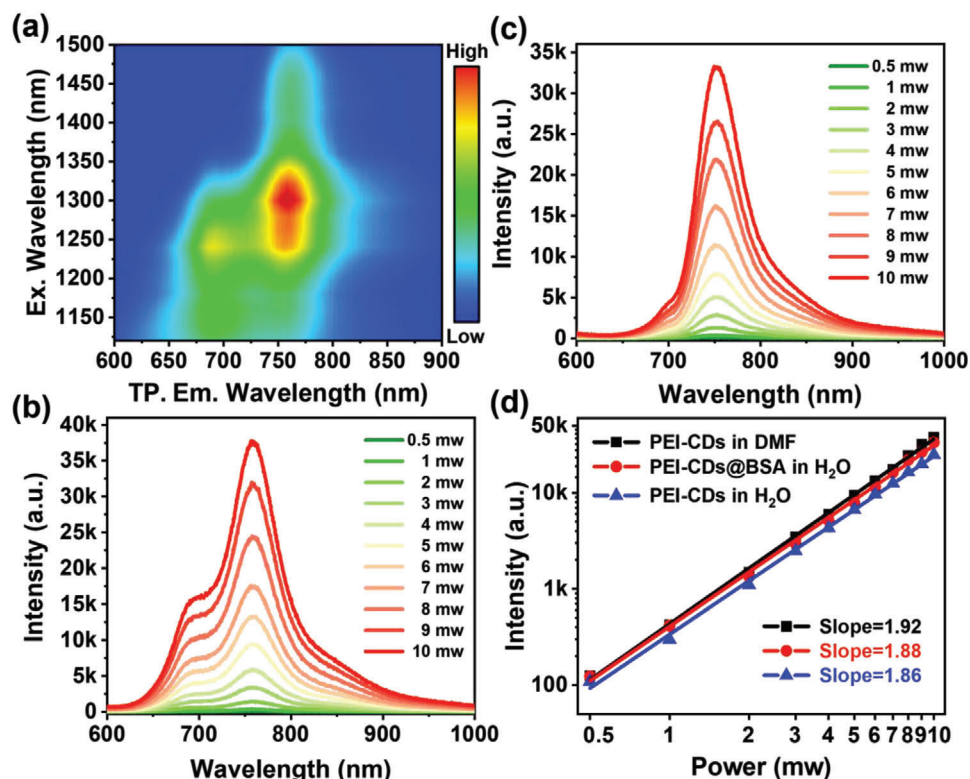 (a)
1500
1450
1400
1350
1300
1250
1200
1150
Ex. Wavelength (nm)
600 650 700 750 800 850 900
TP. Em. Wavelength (nm)
High
Low
(c)
35k
30k
25k
20k
15k
10k
5k
0
Intensity (a.u.)
0.5 mw
1 mw
2 mw
3 mw
4 mw
5 mw
6 mw
7 mw
8 mw
9 mw
10 mw
600 700 800 900 1000
Wavelength (nm)
(b)
40k
35k
30k
25k
20k
15k
10k
5k
0
Intensity (a.u.)
0.5 mw
1 mw
2 mw
3 mw
4 mw
5 mw
6 mw
7 mw
8 mw
9 mw
10 mw
600 700 800 900 1000
Wavelength (nm)
(d)
50k
10k
1k
100
Intensity (a.u.)
PEI-CDs in DMF
PEI-CDs@BSA in H₂O
PEI-CDs in H₂O
Slope=1.92
Slope=1.88
Slope=1.86
0.5 1 2 3 4 5 6 7 8 9 10
Power (mw)